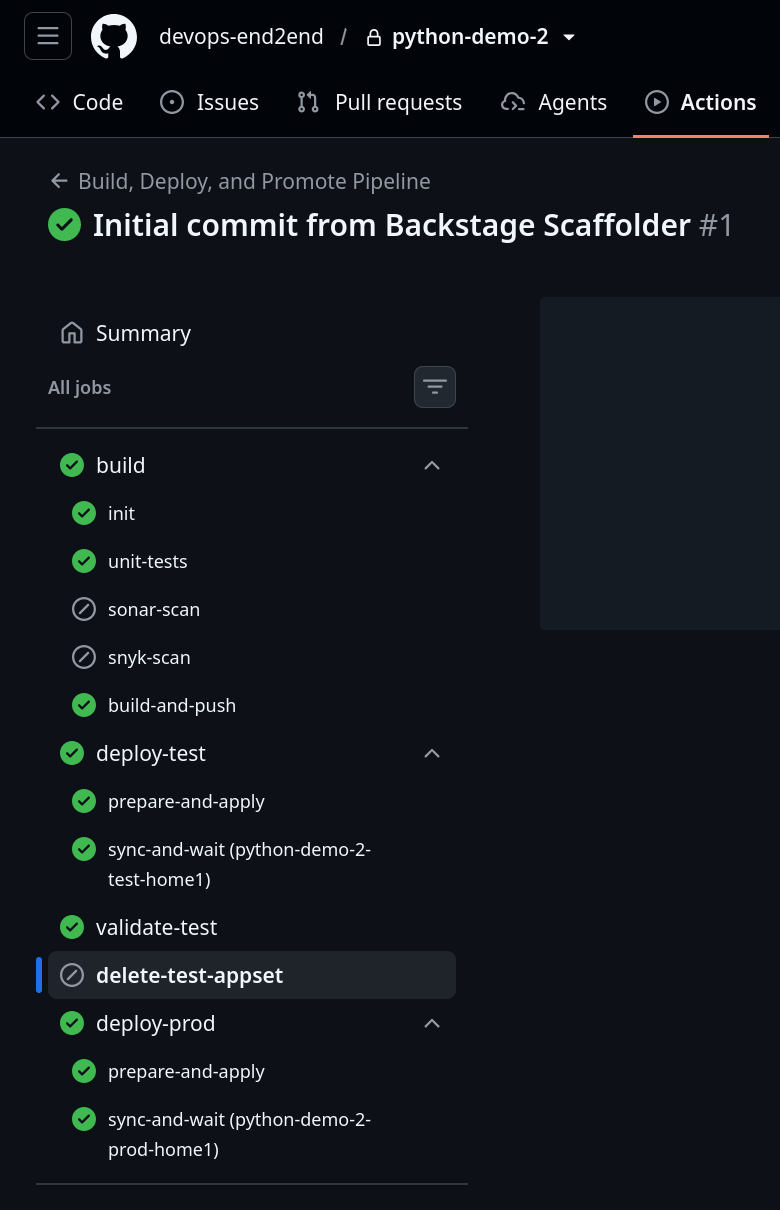 devops-end2end / python-demo-2
Code Issues Pull requests Agents Actions
Build, Deploy, and Promote Pipeline
Initial commit from Backstage Scaffolder #1
Summary
All jobs
build
init
unit-tests
sonar-scan
snyk-scan
build-and-push
deploy-test
prepare-and-apply
sync-and-wait (python-demo-2-
test-home1)
validate-test
delete-test-appset
deploy-prod
prepare-and-apply
sync-and-wait (python-demo-2-
prod-home1)